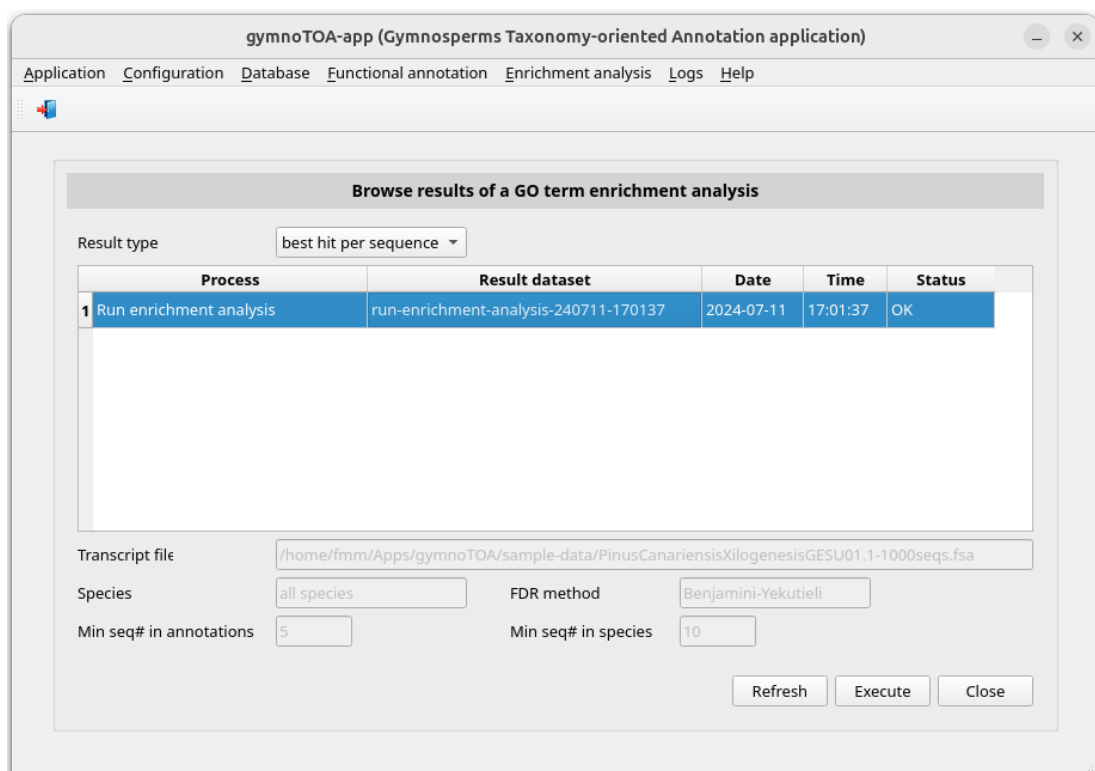 gymnoTOA-app (Gymnosperms Taxonomy-oriented Annotation application)
Application Configuration Database Functional annotation Enrichment analysis Logs Help
Browse results of a GO term enrichment analysis
Result type best hit per sequence
Process Result dataset Date Time Status
1 Run enrichment analysis run-enrichment-analysis-240711-170137 2024-07-11 17:01:37 OK
Transcript file /home/fmm/Apps/gymnoTOA/sample-data/PinusCanariensisXilogenesisGESU01.1-1000seqs.fsa
Species all species FDR method Benjamini-Yekutieli
Min seq# in annotations 5 Min seq# in species 10
Refresh Execute Close